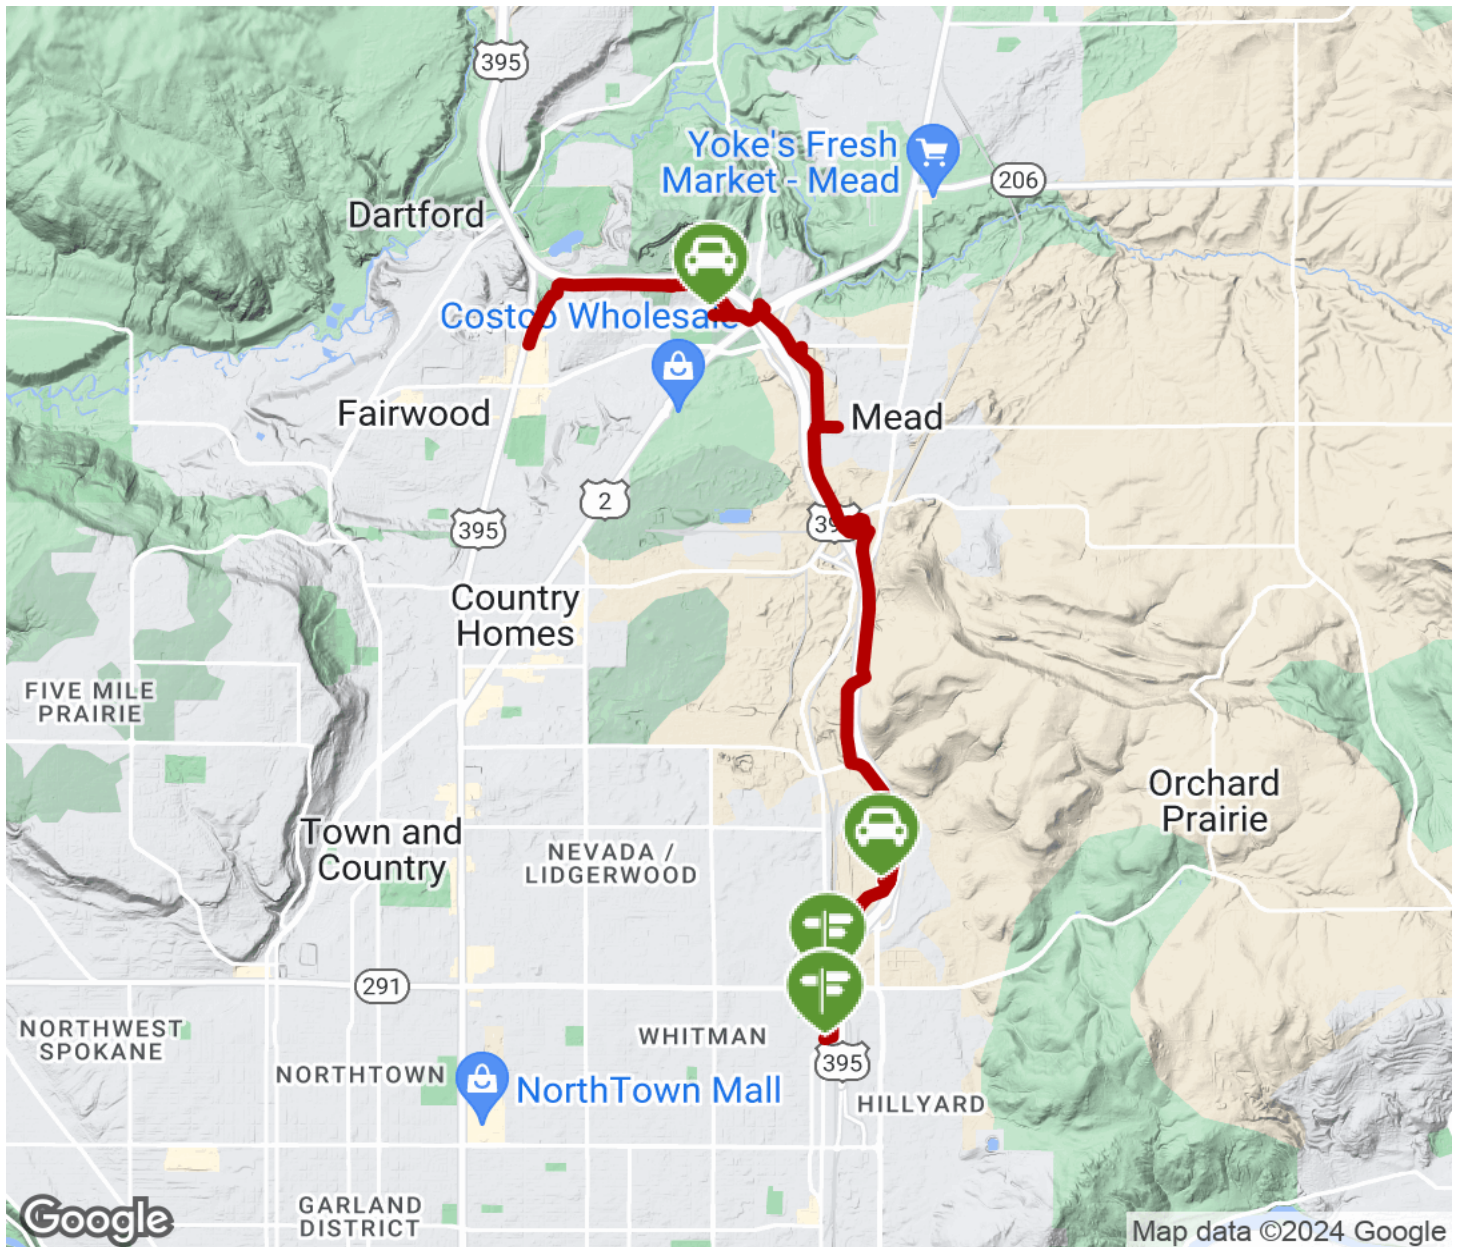 395
Yoke's Fresh
Market - Mead
206
Dartford
Costco Wholesale
Fairwood
Mead
2
395
395
Country
Homes
FIVE MILE
PRAIRIE
Orchard
Prairie
Town and
Country
NEVADA /
LIDGERWOOD
291
NORTHWEST
SPOKANE
WHITMAN
395
NORTHTOWN
NorthTown Mall
HILLYARD
GARLAND
DISTRICT
Google
Map data ©2024 Google